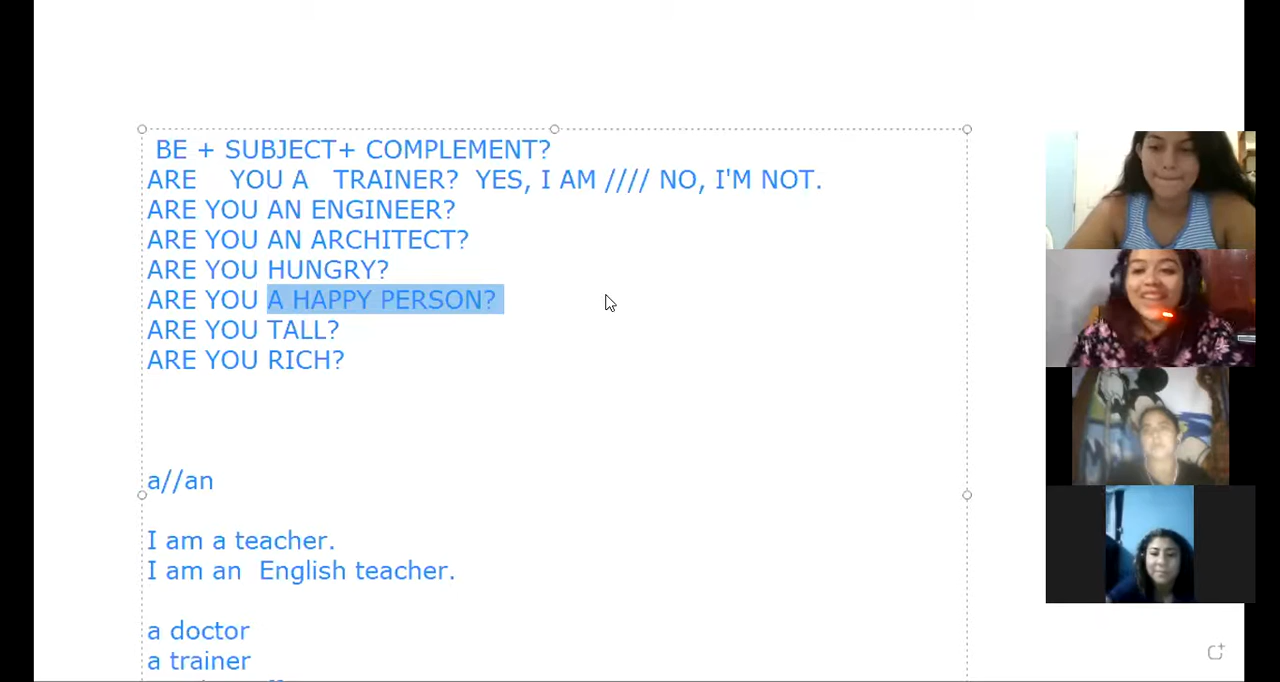 BE + SUBJECT+ COMPLEMENT?
ARE YOU A TRAINER? YES, I AM //// NO, I'M NOT.
ARE YOU AN ENGINEER?
ARE YOU AN ARCHITECT?
ARE YOU HUNGRY?
ARE YOU A HAPPY PERSON?
ARE YOU TALL?
ARE YOU RICH?
a//an
I am a teacher.
I am an English teacher.
a doctor
a trainer